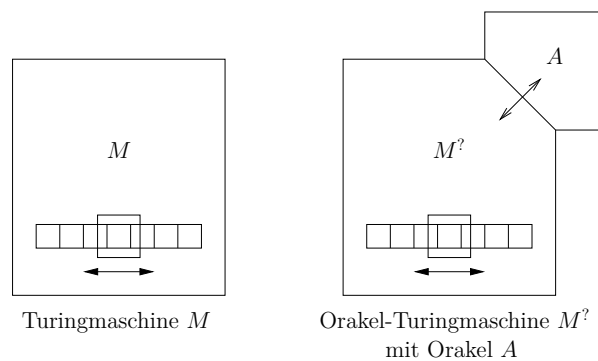 A
M
M?
Turingmaschine M
Orakel-Turingmaschine M?
mit Orakel A